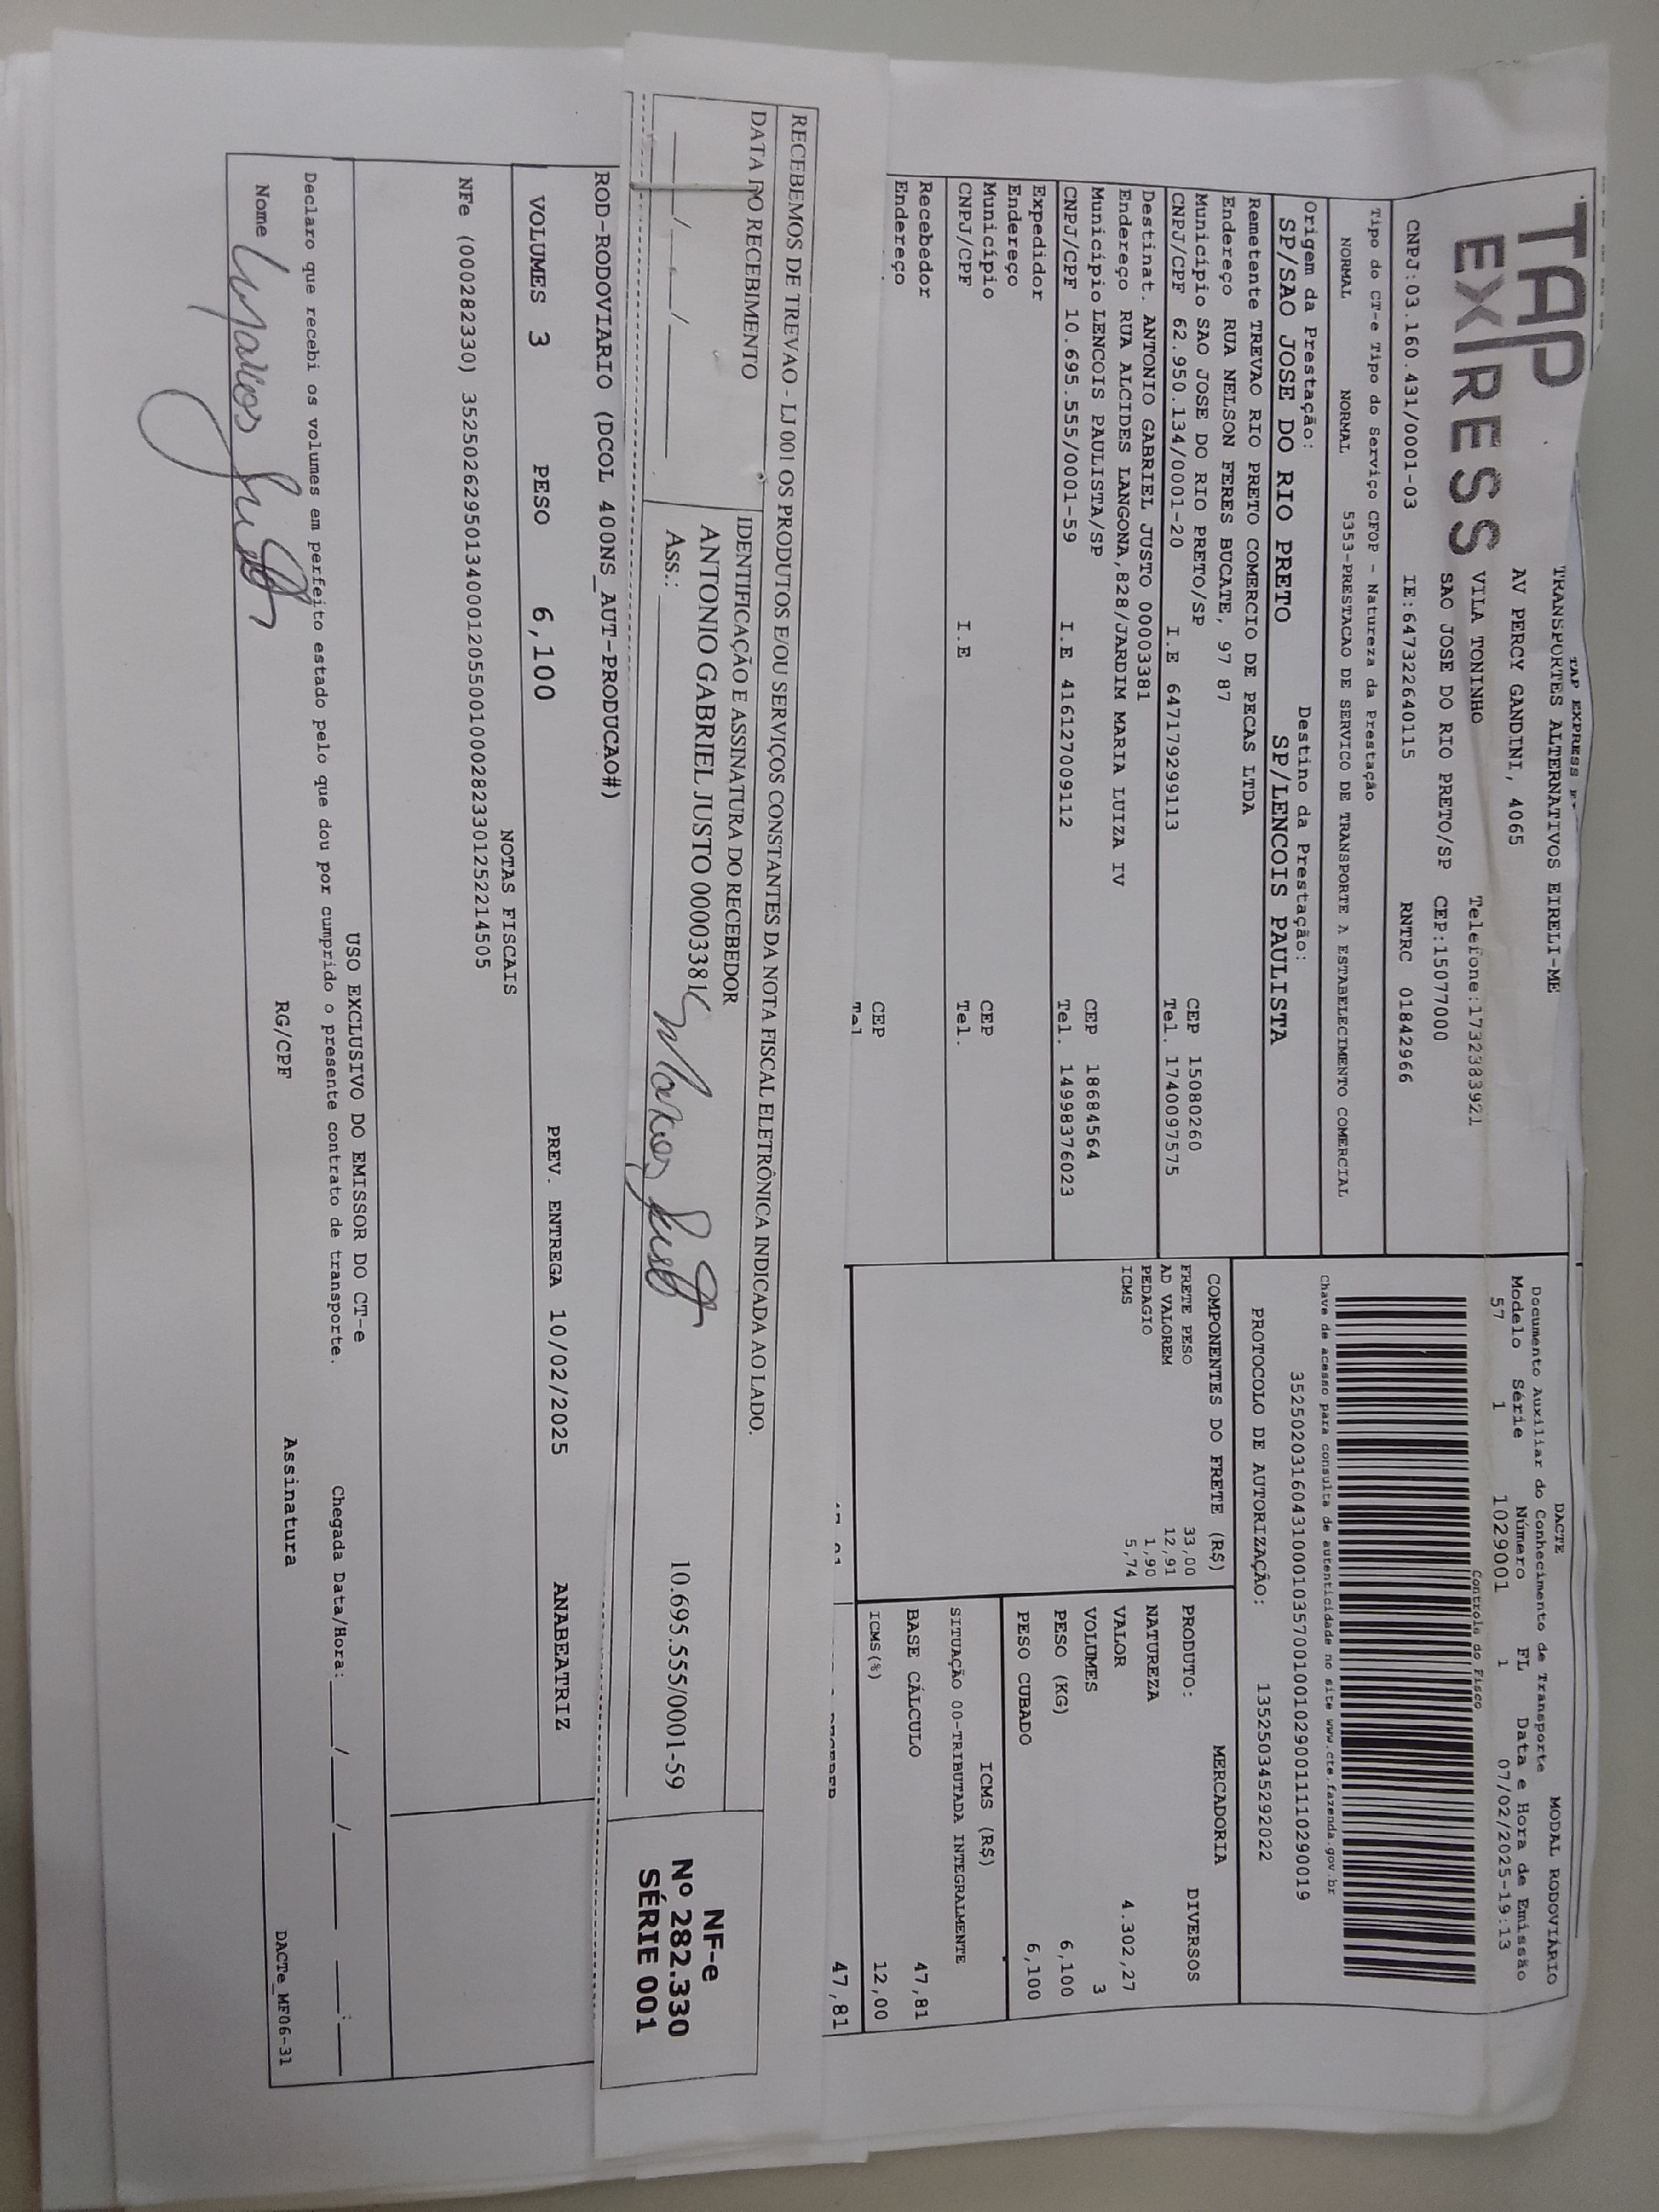 TAP EXPRESS
TAP
EXPRESS
TRANSPORTES ALTERNATIVOS EIRELI-ME
AV PERCY GANDINI, 4065
VILA TONINHO Telefone:1732383921
SAO JOSE DO RIO PRETO/SP CEP:15077000
CNPJ:03.160.431/0001-03 IE:647322640115 RNTRC 01842966
Tipo do CT-e Tipo do Serviço CFOP - Natureza da Prestação
NORMAL NORMAL 5353-PRESTACAO DE SERVICO DE TRANSPORTE A ESTABELECIMENTO COMERCIAL
Origem da Prestação: Destino da Prestação:
SP/SAO JOSE DO RIO PRETO SP/LENCOIS PAULISTA
Remetente TREVAO RIO PRETO COMERCIO DE PECAS LTDA
Endereço RUA NELSON FERES BUCATE, 97 87
Município SAO JOSE DO RIO PRETO/SP CEP 15080260
CNPJ/CPF 62.950.134/0001-20 I.E 647179299113 Tel. 1740097575
Destinat. ANTONIO GABRIEL JUSTO 00003381
Endereço RUA ALCIDES LANGONA,828/JARDIM MARIA LUIZA IV
Município LENCOIS PAULISTA/SP CEP 18684564
CNPJ/CPF 10.695.555/0001-59 I.E 416127009112 Tel. 14998376023
Expedidor
Endereço
Município CEP
CNPJ/CPF I.E Tel.
Recebedor
Endereço
CEP
Tel
DACTE MODAL RODOVIÁRIO
Documento Auxiliar do Conhecimento de Transporte
Modelo Série Número FL Data e Hora de Emissão
57 1 1029001 1 07/02/2025-19:13
Controle do Fisco
Chave de acesso para consulta de autenticidade no site www.cte.fazenda.gov.br
35250203160431000103570010010290011110290019
PROTOCOLO DE AUTORIZAÇÃO: 135250345292022
COMPONENTES DO FRETE (R$)
FRETE PESO 33,00
AD VALOREM 12,91
PEDAGIO 1,90
ICMS 5,74
MERCADORIA
PRODUTO: DIVERSOS
NATUREZA
VALOR 4.302,27
VOLUMES 3
PESO (KG) 6,100
PESO CUBADO 6,100
ICMS (R$)
SITUAÇÃO 00-TRIBUTADA INTEGRALMENTE
BASE CÁLCULO 47,81
ICMS(%) 12,00
47,81
RECEBEMOS DE TREVAO - LJ 001 OS PRODUTOS E/OU SERVIÇOS CONSTANTES DA NOTA FISCAL ELETRÔNICA INDICADA AO LADO.
DATA DO RECEBIMENTO IDENTIFICAÇÃO E ASSINATURA DO RECEBEDOR
ANTONIO GABRIEL JUSTO 00003381 10.695.555/0001-59
___/___/______ Ass.: Marcos Justo
NF-e
Nº 282.330
SÉRIE 001
ROD-RODOVIARIO (DCOL 400NS_AUT-PRODUCAO#)
VOLUMES 3 PESO 6,100 PREV. ENTREGA 10/02/2025 ANABEATRIZ
NOTAS FISCAIS
NFe (000282330) 35250262950134000120550010002823301252214505
USO EXCLUSIVO DO EMISSOR DO CT-e
Declaro que recebi os volumes em perfeito estado pelo que dou por cumprido o presente contrato de transporte. Chegada Data/Hora:____/____/______ ___:___
Nome Marcos Justo RG/CPF Assinatura
DACTe_MF06-31